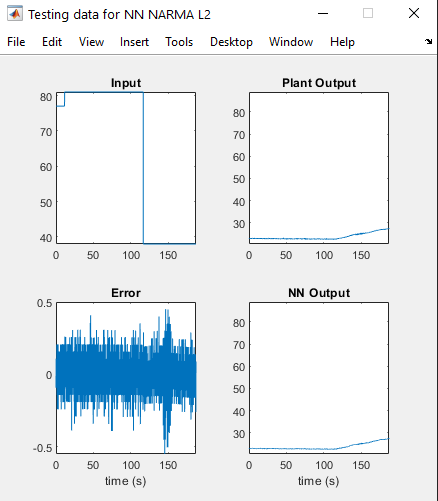 Testing data for NN NARMA L2
File Edit View Insert Tools Desktop Window Help
Input
80
70
60
50
40
0 50 100 150
Plant Output
80
70
60
50
40
30
0 50 100 150
Error
0.5
0
-0.5
0 50 100 150
time (s)
NN Output
80
70
60
50
40
30
0 50 100 150
time (s)